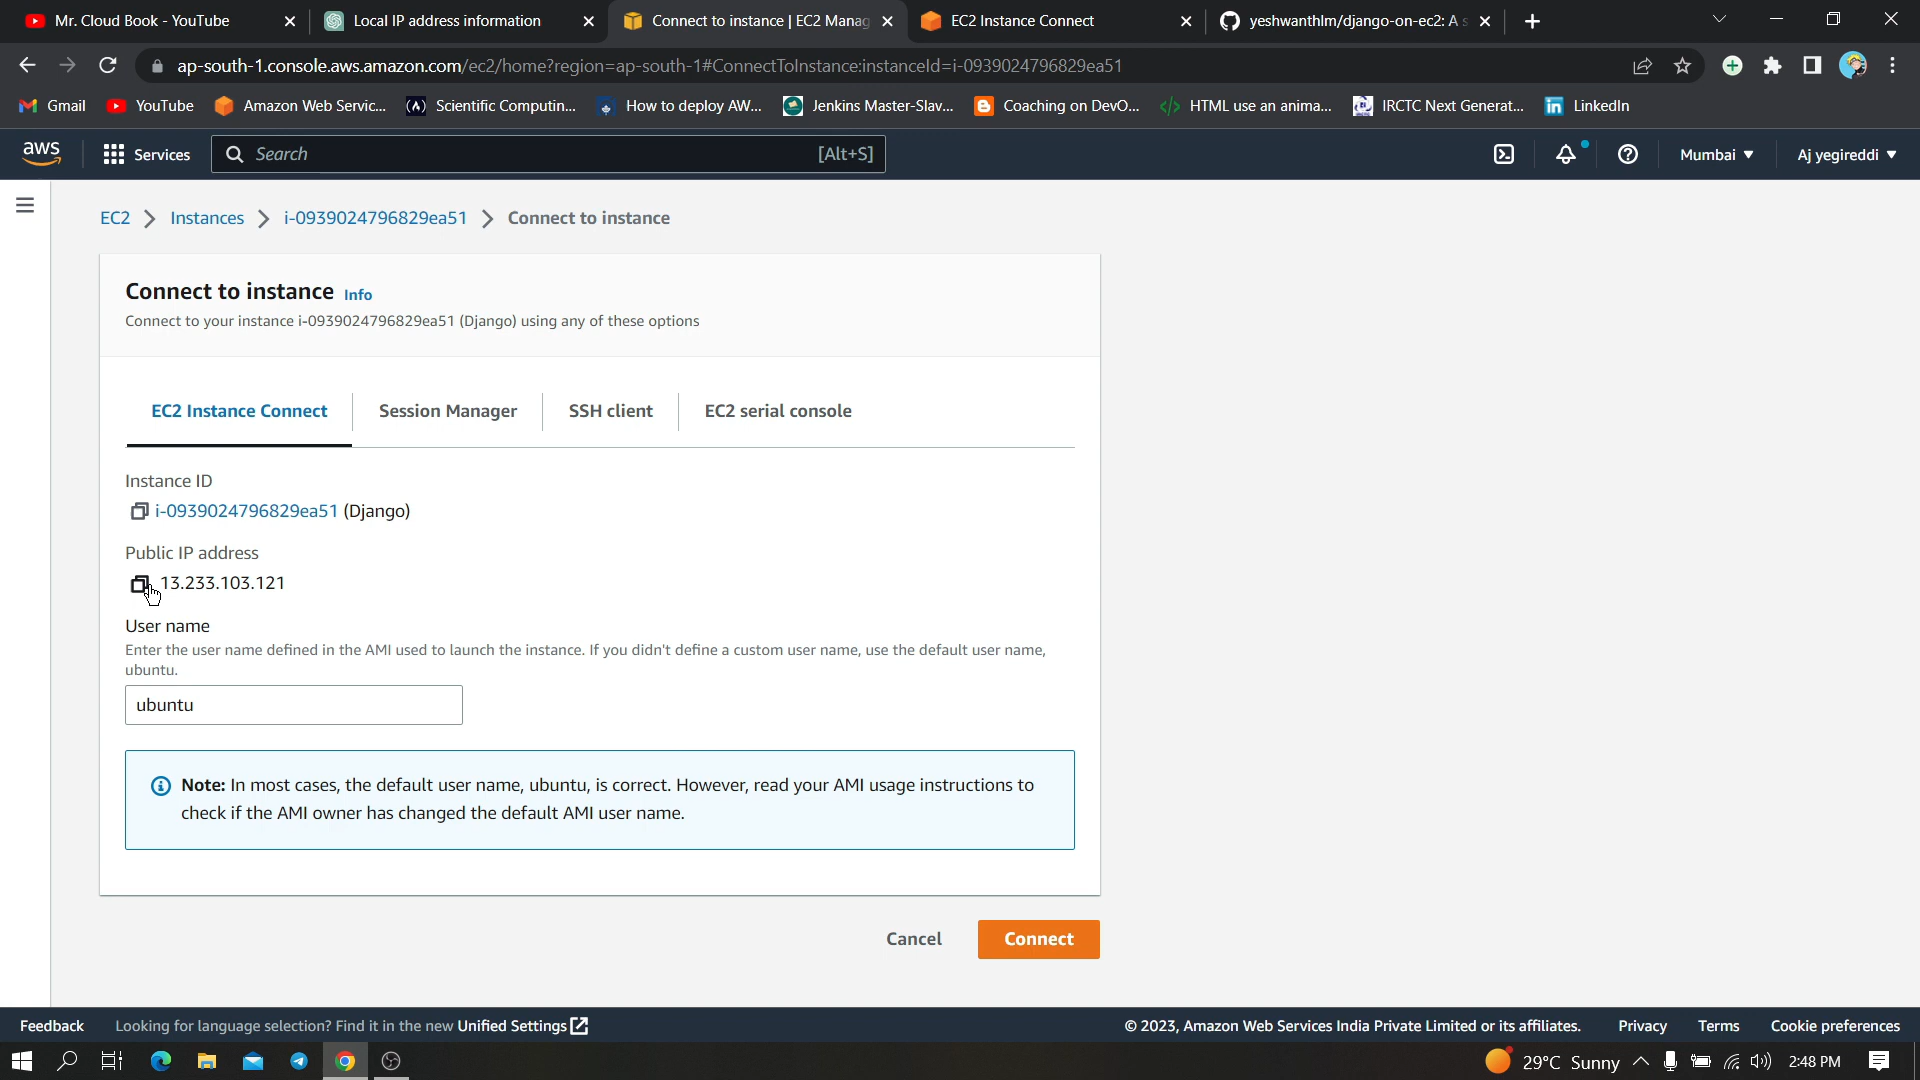 Mr. Cloud Book - YouTube
Local IP address information
Connect to instance | EC2 Manag
EC2 Instance Connect
yeshwanthlm/django-on-ec2: A s
ap-south-1.console.aws.amazon.com/ec2/home?region=ap-south-1#ConnectToInstance:instanceId=i-0939024796829ea51
Gmail YouTube Amazon Web Servic... Scientific Computin... How to deploy AW... Jenkins Master-Slav... Coaching on DevO... HTML use an anima... IRCTC Next Generat... LinkedIn
aws Services Search [Alt+S] Mumbai Aj yegireddi
EC2 Instances i-0939024796829ea51 Connect to instance
Connect to instance Info
Connect to your instance i-0939024796829ea51 (Django) using any of these options
EC2 Instance Connect Session Manager SSH client EC2 serial console
Instance ID
i-0939024796829ea51 (Django)
Public IP address
13.233.103.121
User name
Enter the user name defined in the AMI used to launch the instance. If you didn't define a custom user name, use the default user name,
ubuntu.
ubuntu
Note: In most cases, the default user name, ubuntu, is correct. However, read your AMI usage instructions to
check if the AMI owner has changed the default AMI user name.
Cancel Connect
Feedback Looking for language selection? Find it in the new Unified Settings © 2023, Amazon Web Services India Private Limited or its affiliates. Privacy Terms Cookie preferences
29°C Sunny 2:48 PM